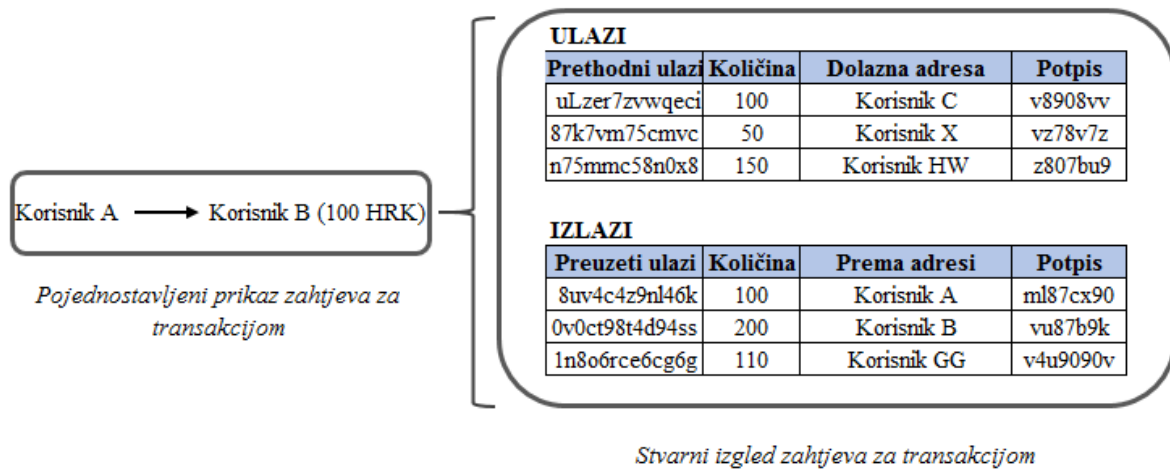 Korisnik A → Korisnik B (100 HRK)
Pojednostavljeni prikaz zahtjeva za
transakcijom
ULAZI
Prethodni ulazi Količina Dolazna adresa Potpis
uLzer7zvwqeci 100 Korisnik C v8908vv
87k7vm75cmvc 50 Korisnik X vz78v7z
n75mmc58n0x8 150 Korisnik HW z807bu9
IZLAZI
Preuzeti ulazi Količina Prema adresi Potpis
8uv4c4z9nl46k 100 Korisnik A ml87cx90
0v0ct98t4d94ss 200 Korisnik B vu87b9k
1n8o6rce6cg6g 110 Korisnik GG v4u9090v
Stvarni izgled zahtjeva za transakcijom